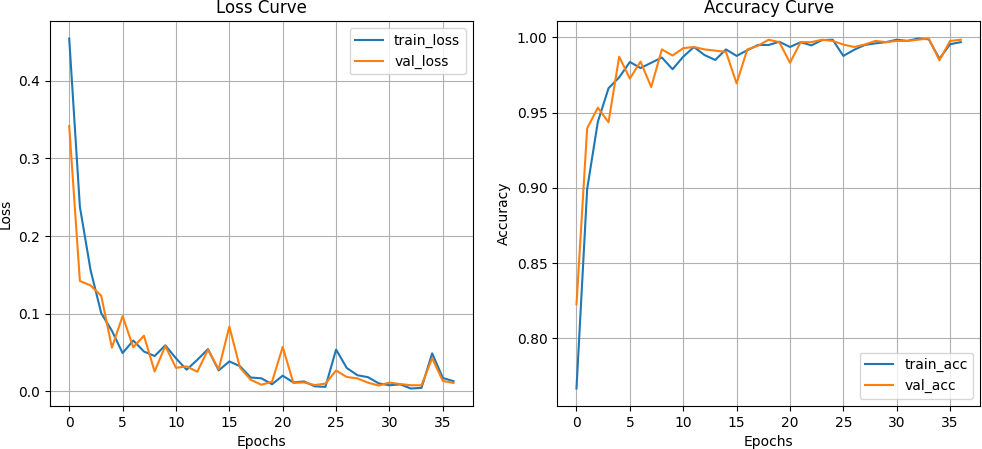 Loss Curve
train_loss
val_loss
0.4
0.3
0.2
0.1
0.0
Loss
0 5 10 15 20 25 30 35
Epochs
Accuracy Curve
1.00
0.95
0.90
0.85
0.80
Accuracy
train_acc
val_acc
0 5 10 15 20 25 30 35
Epochs